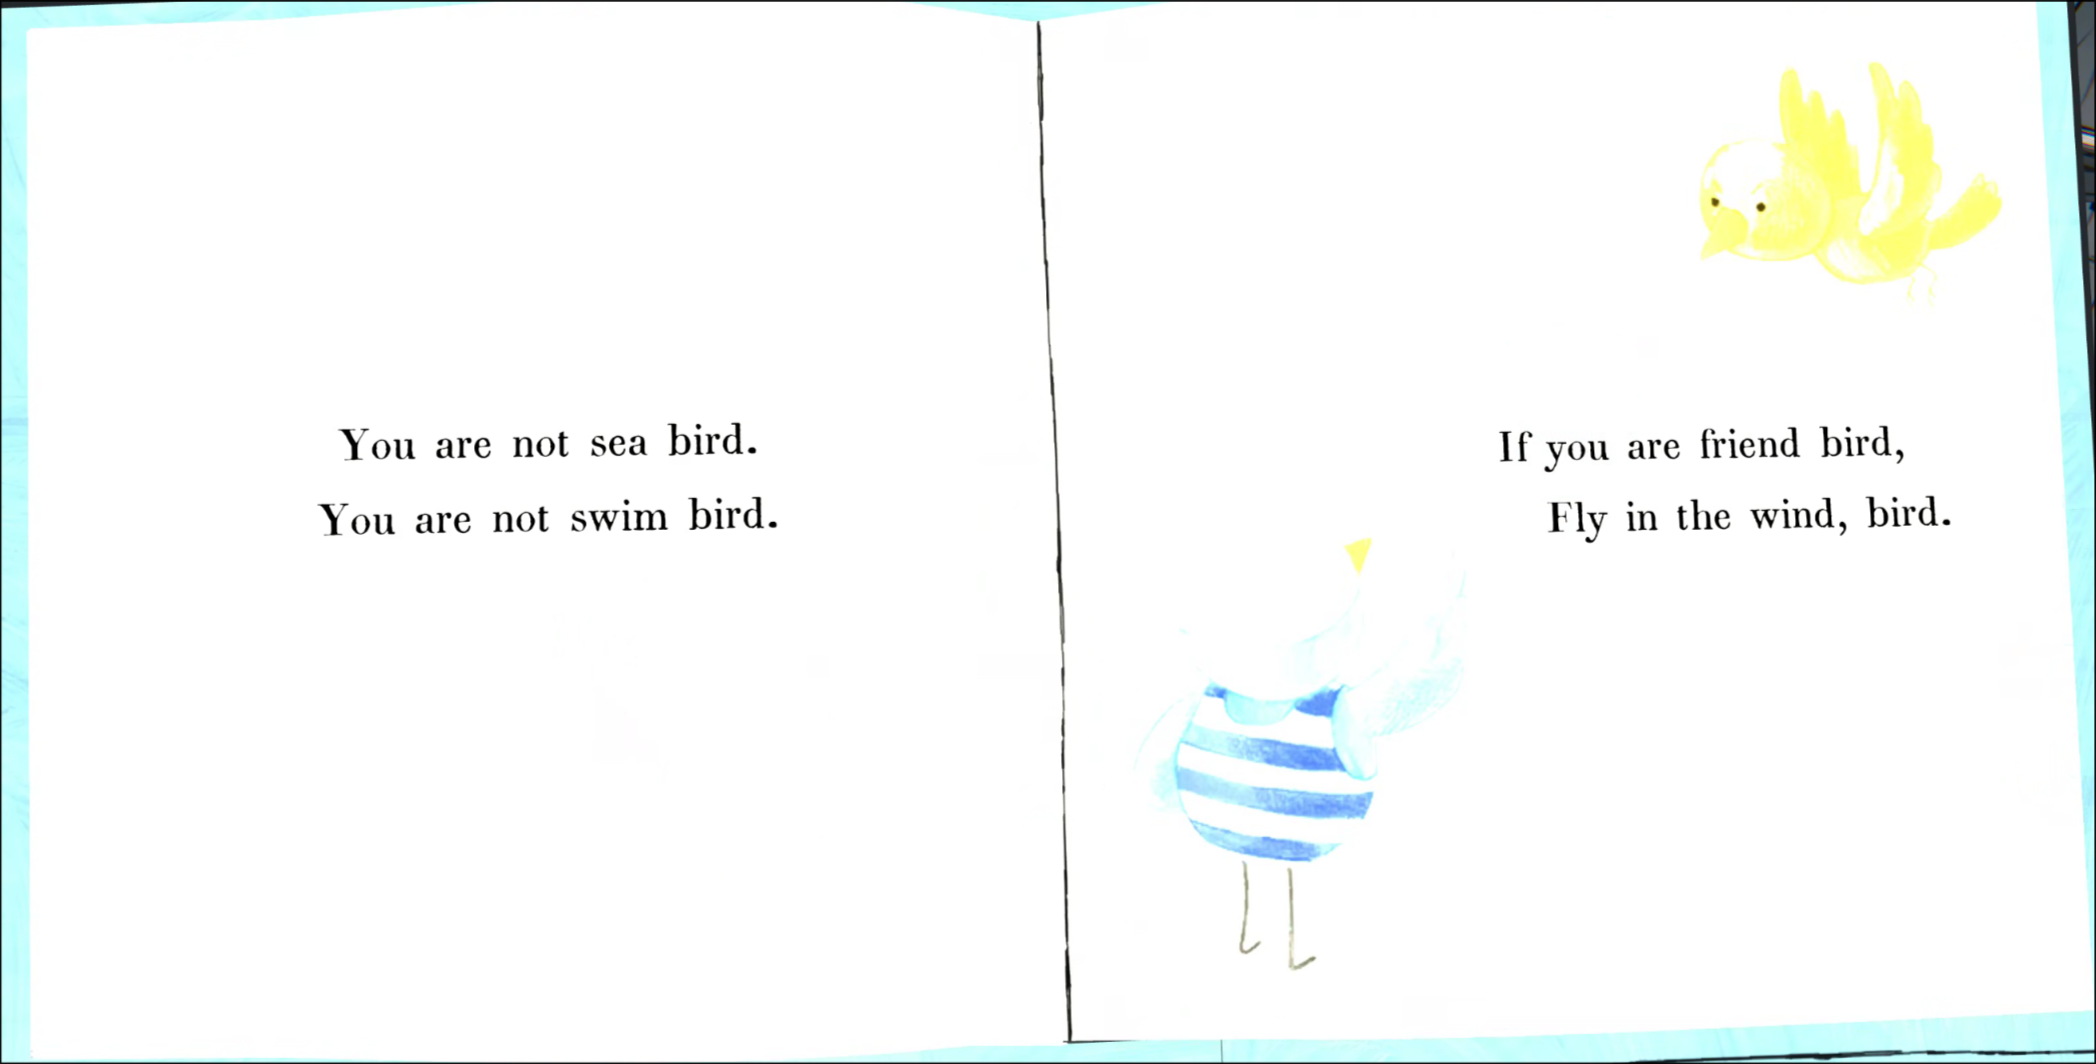 You are not sea bird.
You are not swim bird.
If you are friend bird,
Fly in the wind, bird.